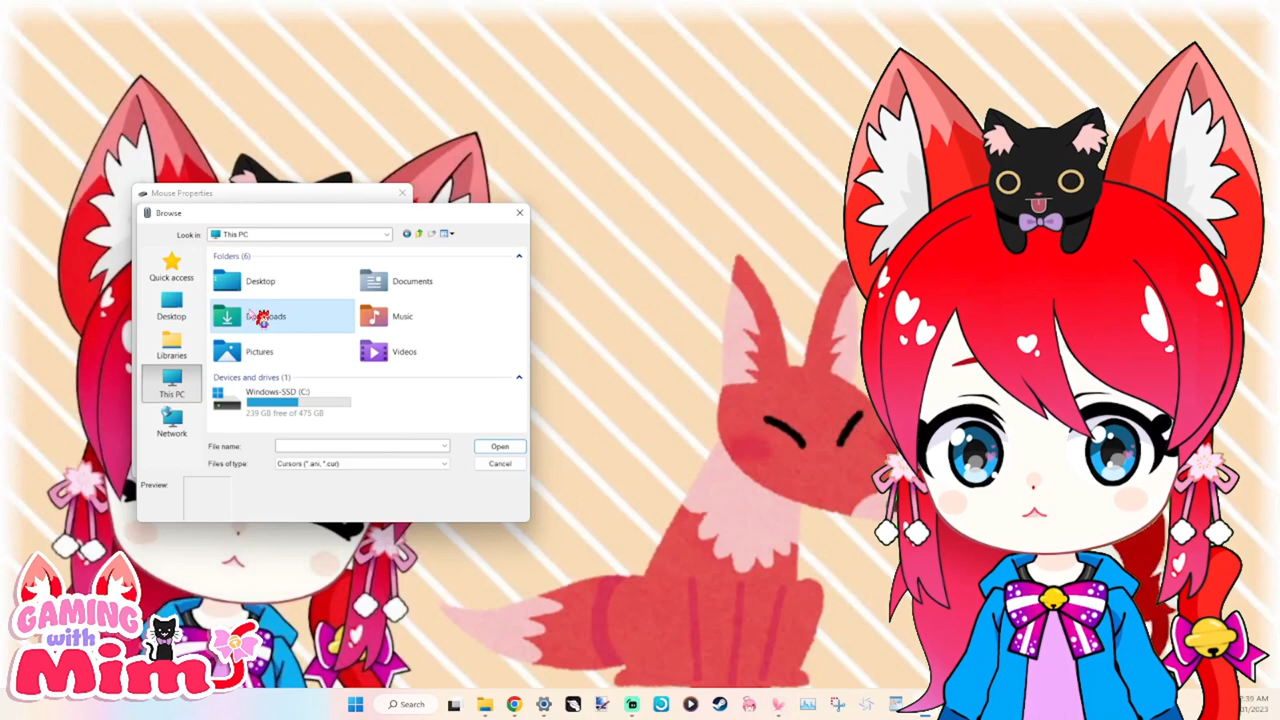 Mouse Properties
Browse
Look in:
This PC
Quick access
Desktop
Libraries
This PC
Network
Folders (6)
Desktop
Documents
Music
Pictures
Videos
Devices and drives (1)
Windows-SSD (C:)
239 GB free of 475 GB
File name:
Open
Files of type:
Cursors (*.ani, *.cur)
Cancel
Preview:
GAMING
with
Mim
Search